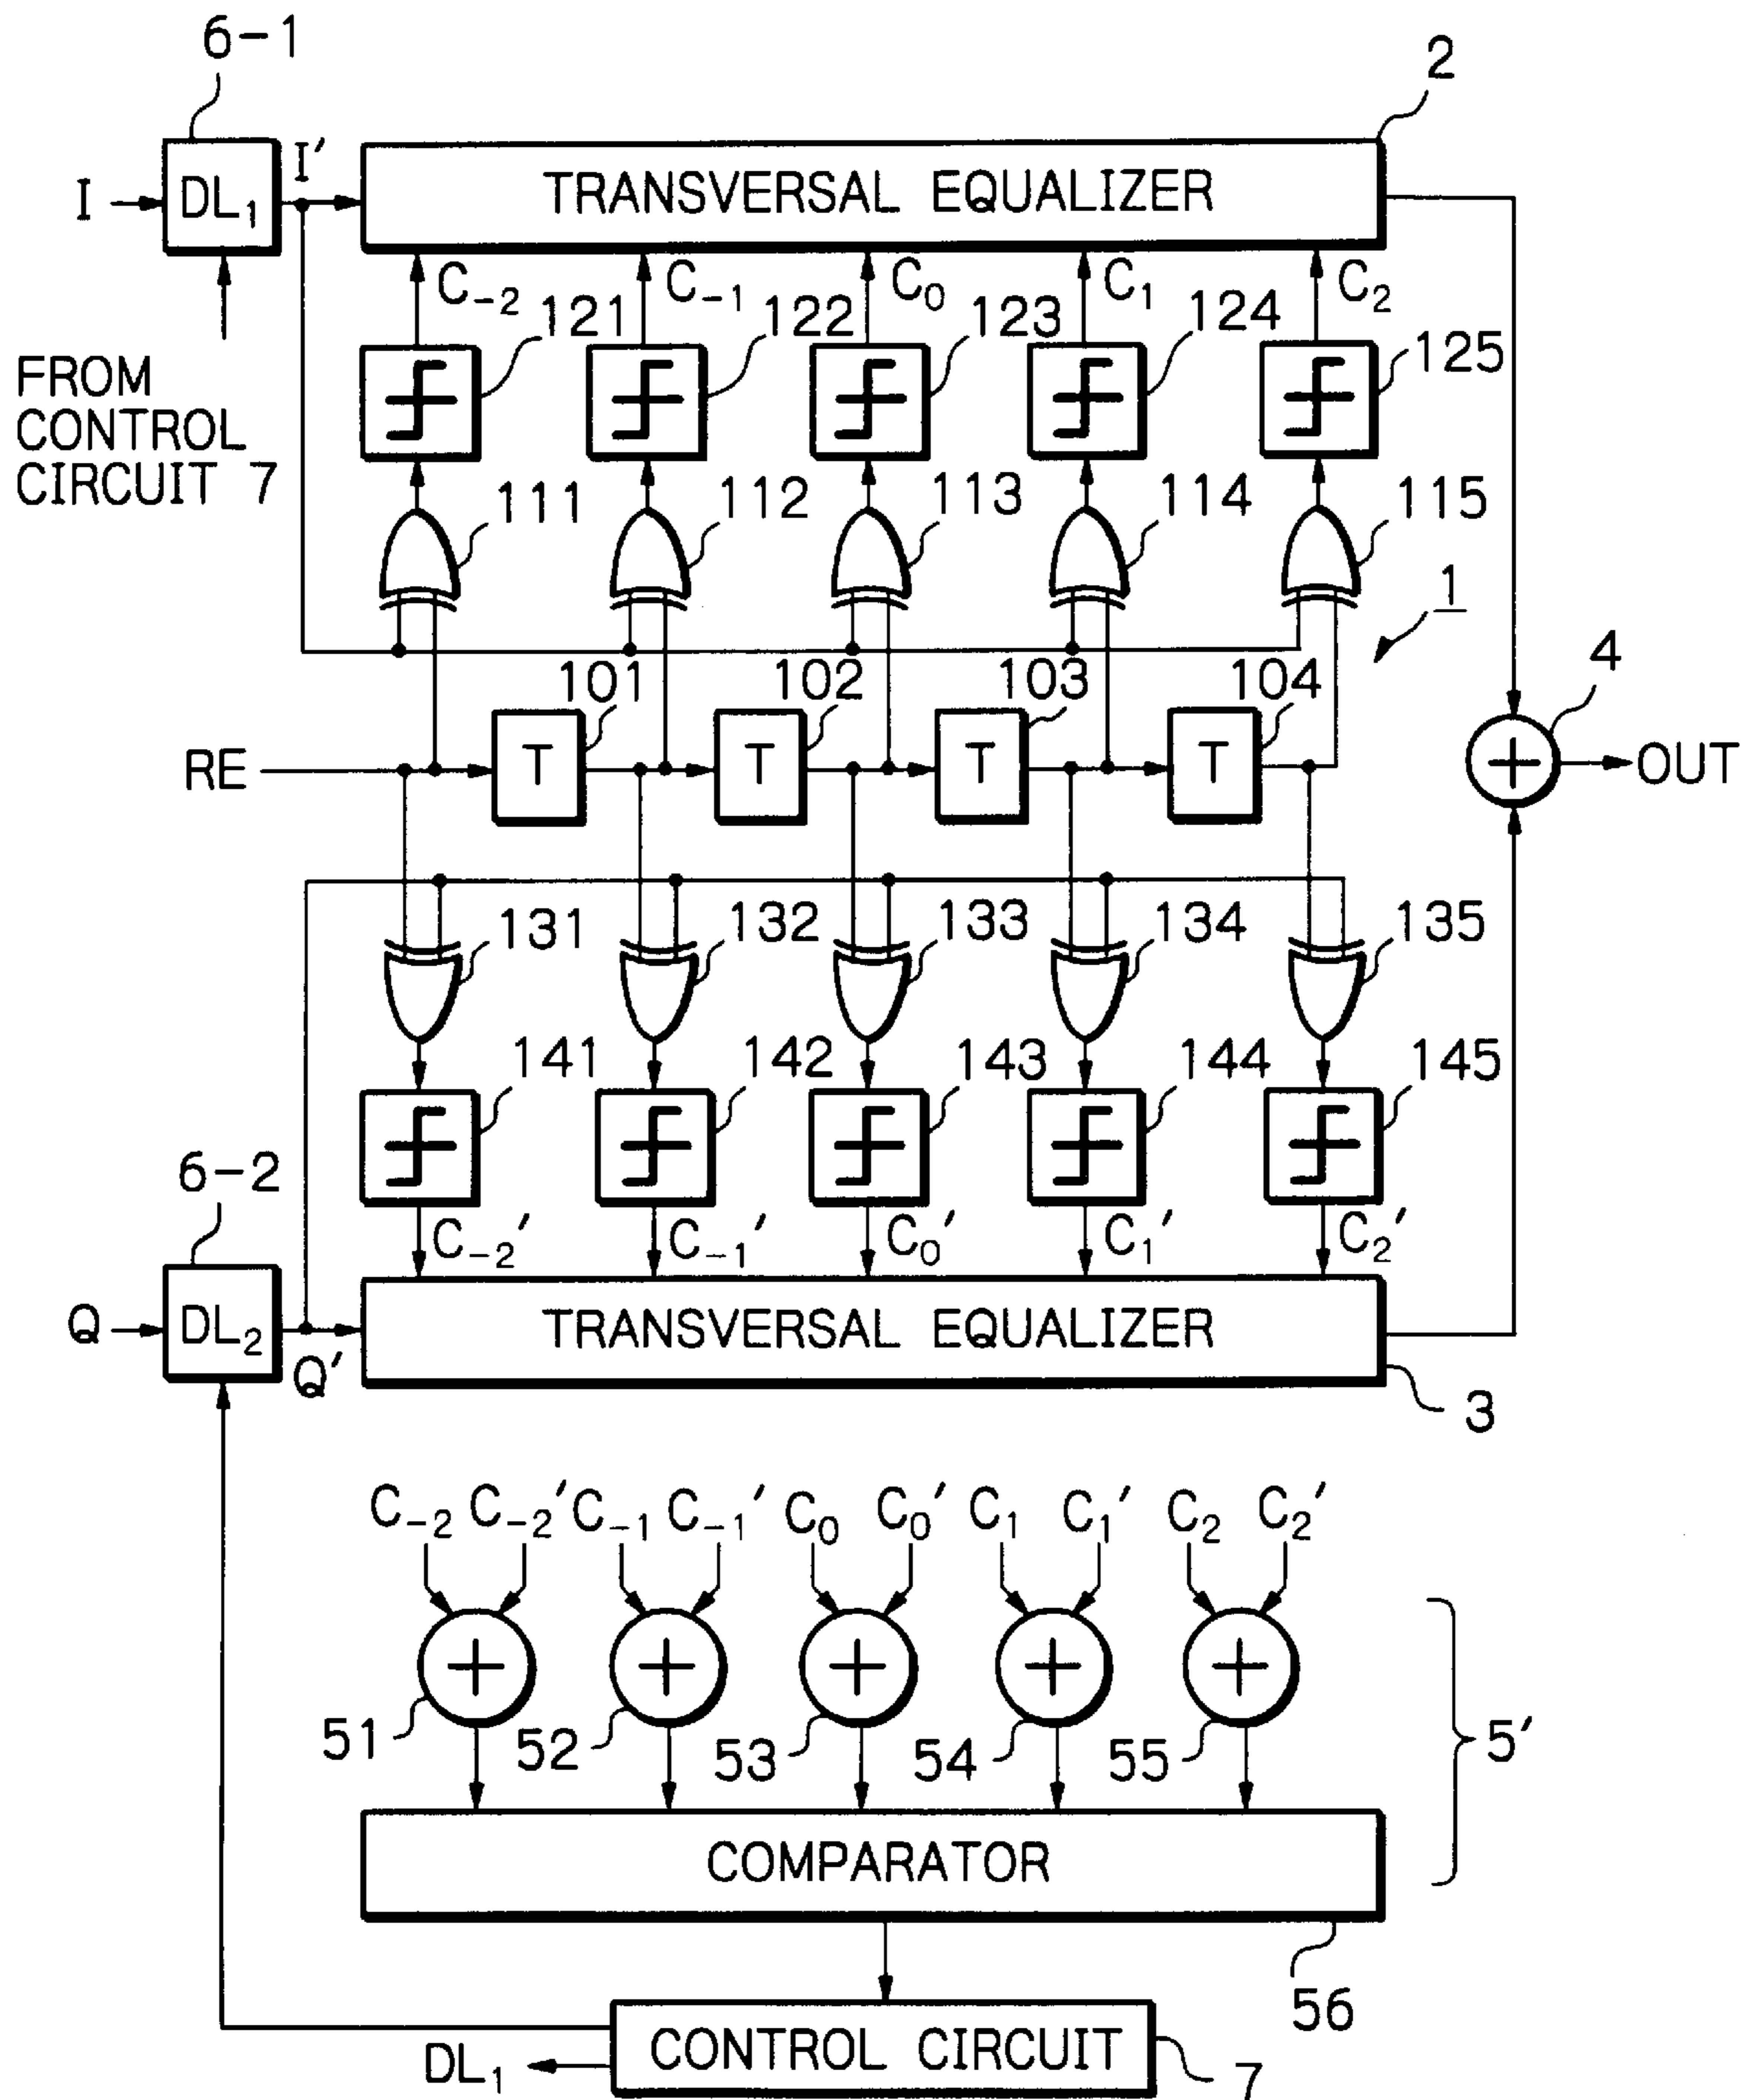 6-1
2
I
DL₁
I′
TRANSVERSAL EQUALIZER
C₋₂
C₋₁
C₀
C₁
C₂
121
122
123
124
125
FROM
CONTROL
CIRCUIT 7
111
112
113
114
115
1
101
102
103
104
4
RE
T
T
T
T
OUT
131
132
133
134
135
141
142
143
144
145
6-2
C₋₂′
C₋₁′
C₀′
C₁′
C₂′
Q
DL₂
Q′
TRANSVERSAL EQUALIZER
3
C₋₂ C₋₂′ C₋₁ C₋₁′ C₀ C₀′ C₁ C₁′ C₂ C₂′
51
52
53
54
55
5′
COMPARATOR
56
CONTROL CIRCUIT
DL₁
7